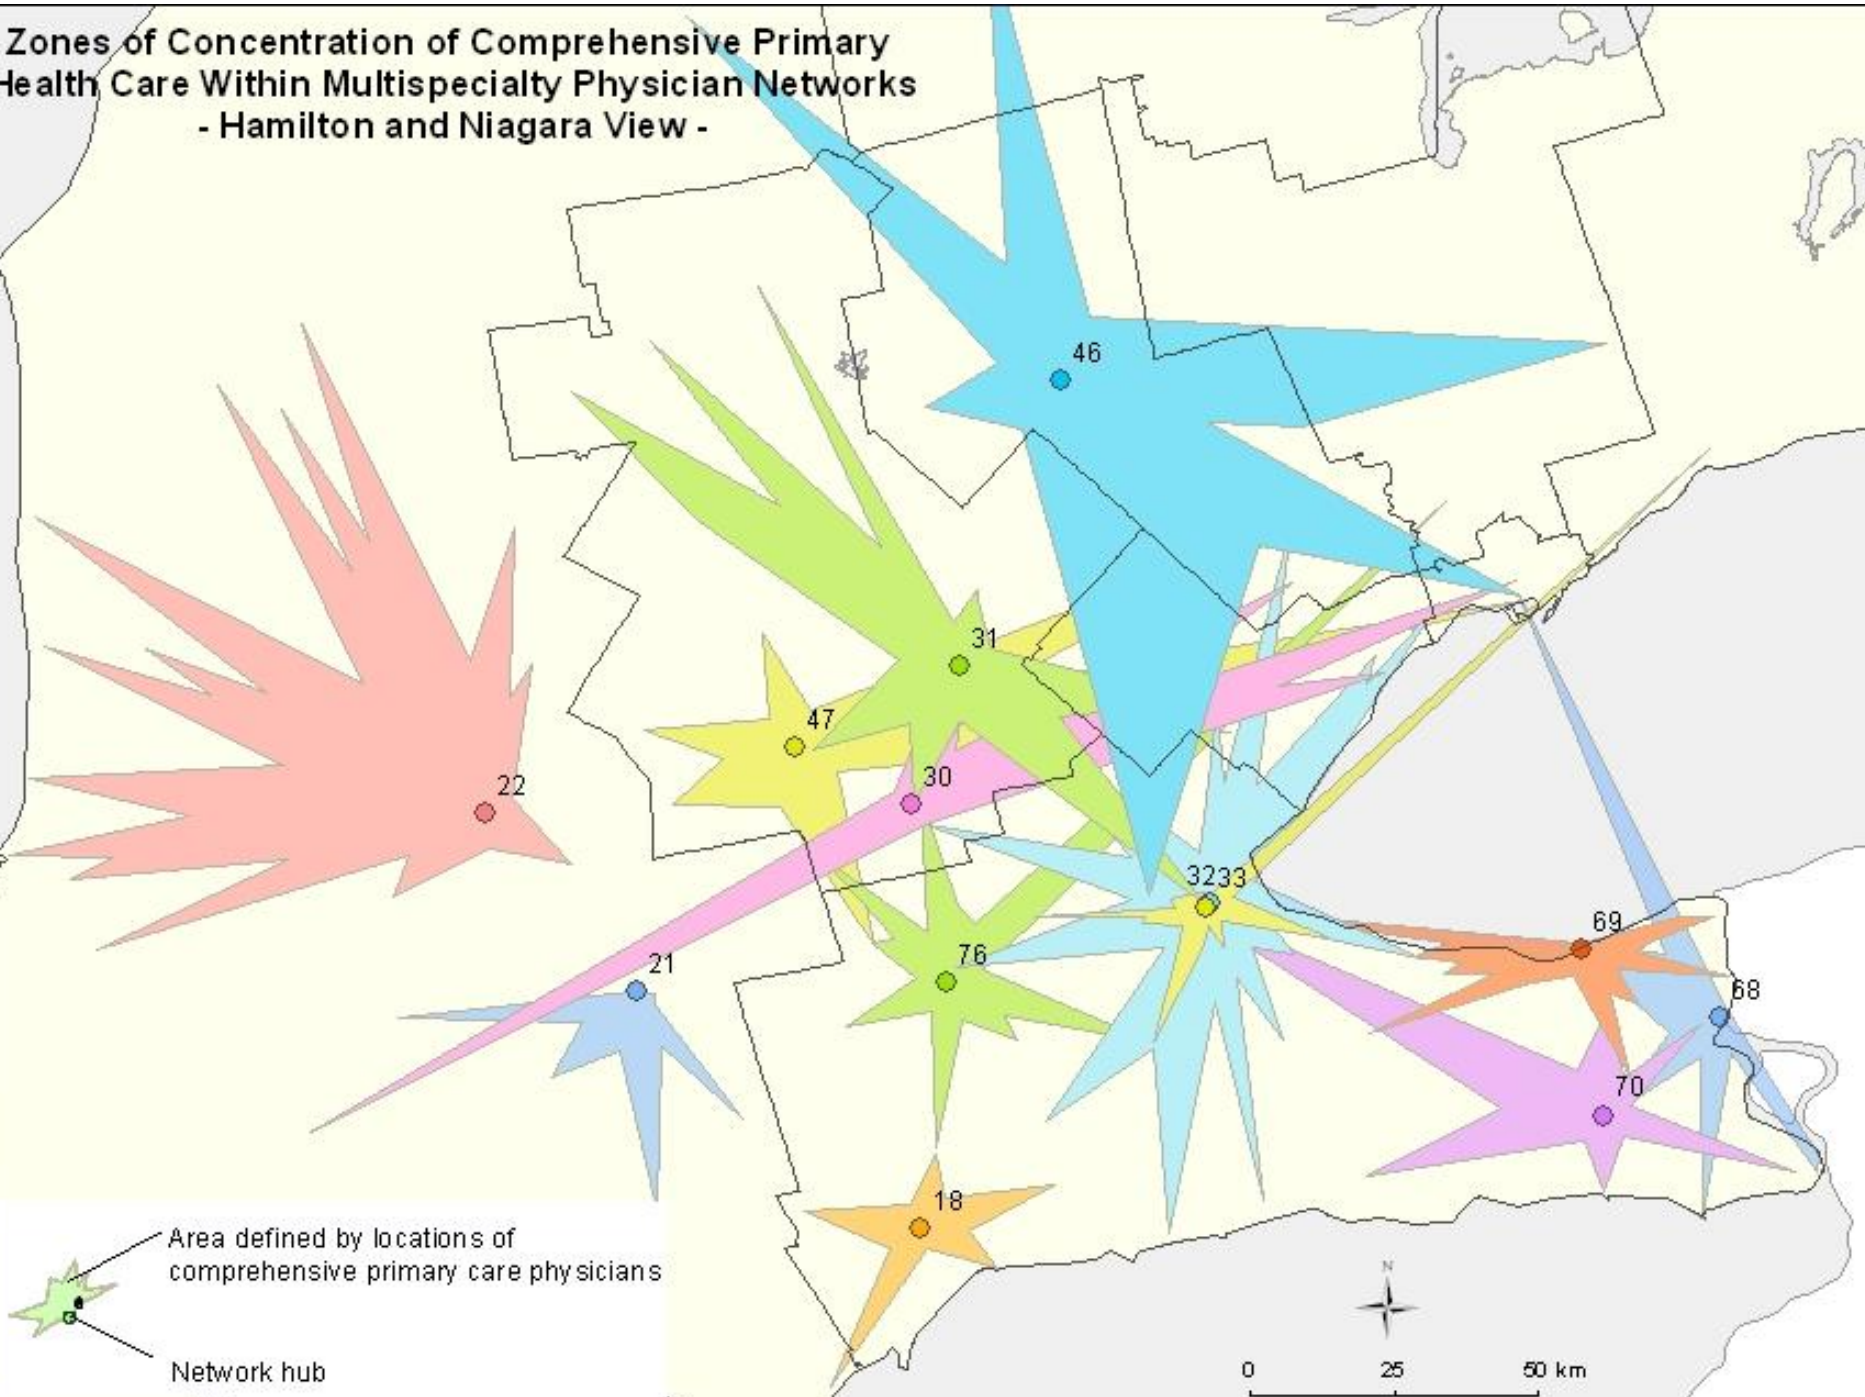 Zones of Concentration of Comprehensive Primary
Health Care Within Multispecialty Physician Networks
- Hamilton and Niagara View -
46
31
47
30
22
3233
69
21
76
68
70
18
Area defined by locations of
comprehensive primary care physicians
Network hub
N
0 25 50 km